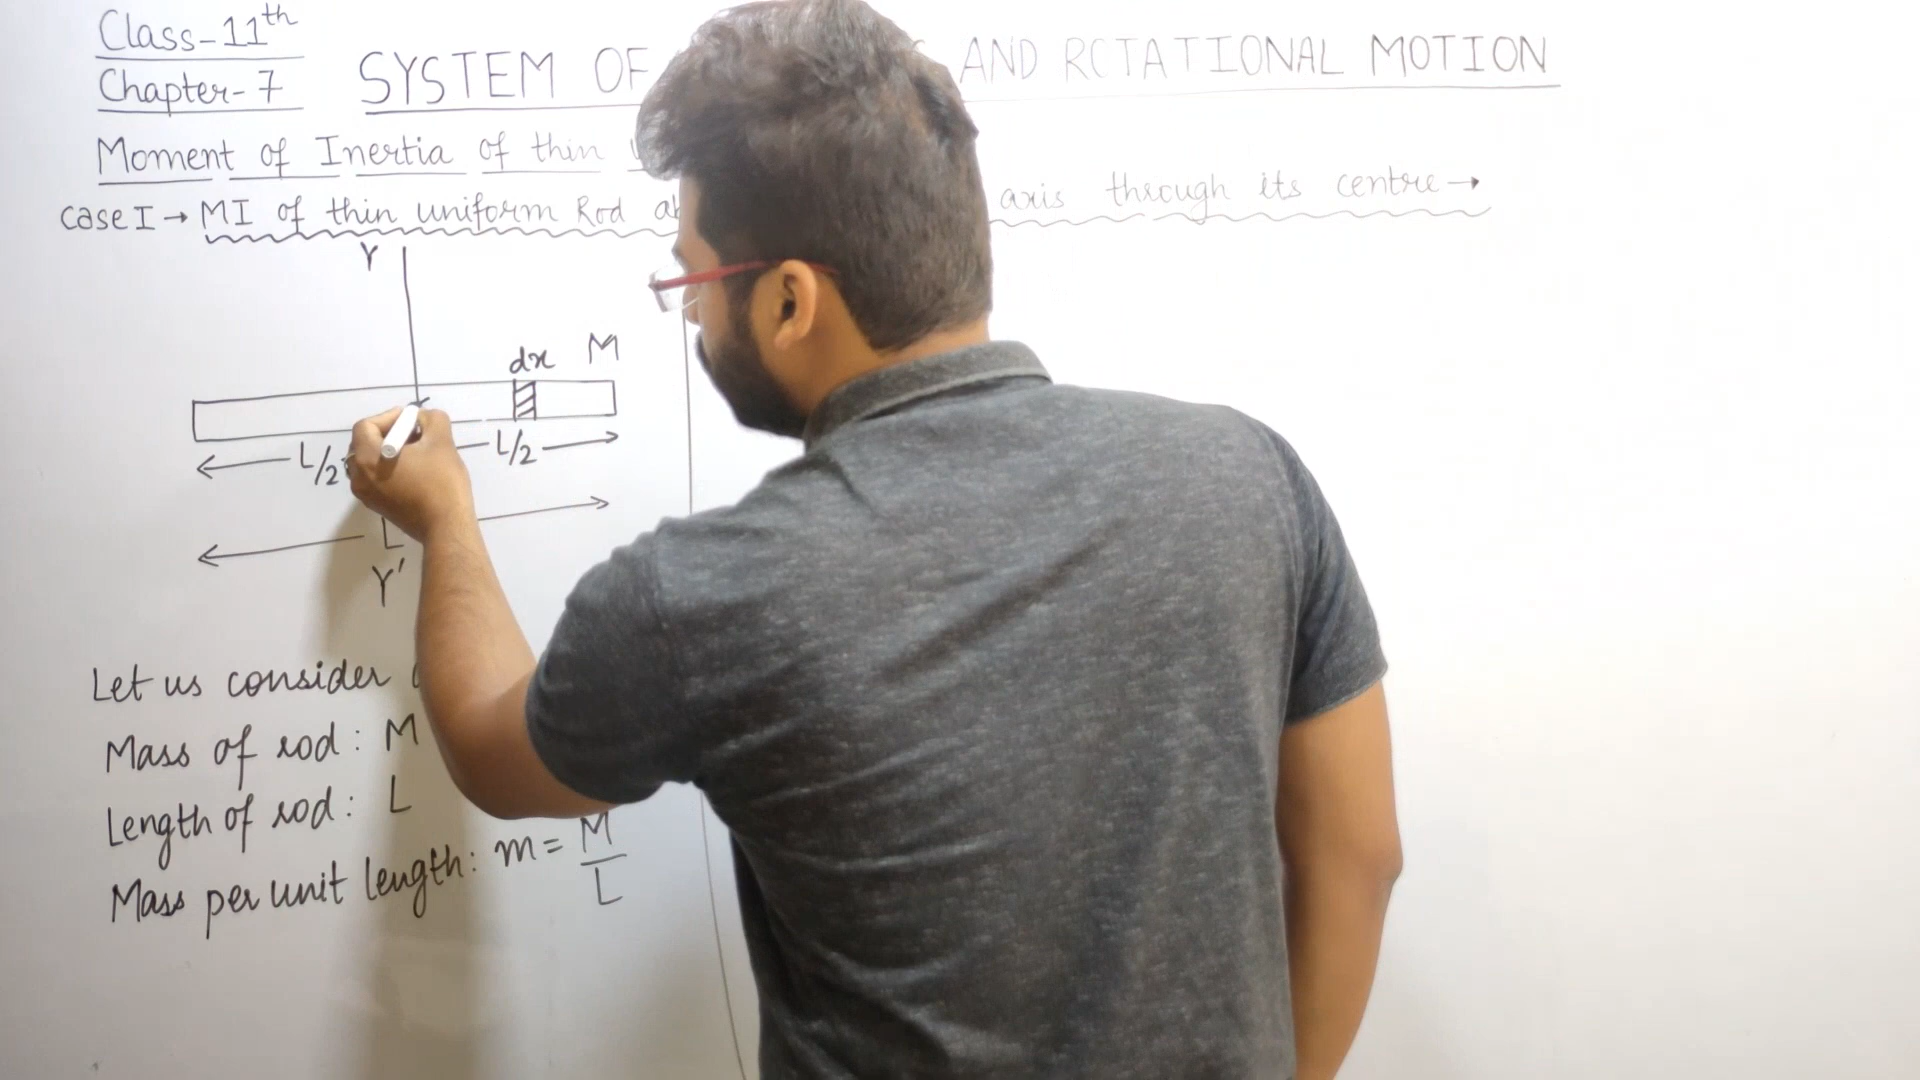 Class-11th
Chapter-7
SYSTEM OF AND ROTATIONAL MOTION
Moment of Inertia of thin
Case I → MI of thin uniform Rod axis through its centre →
Y
dx M
L/2 L/2
L
Y'
Let us consider
Mass of rod: M
Length of rod: L
Mass per unit length: m = M/L